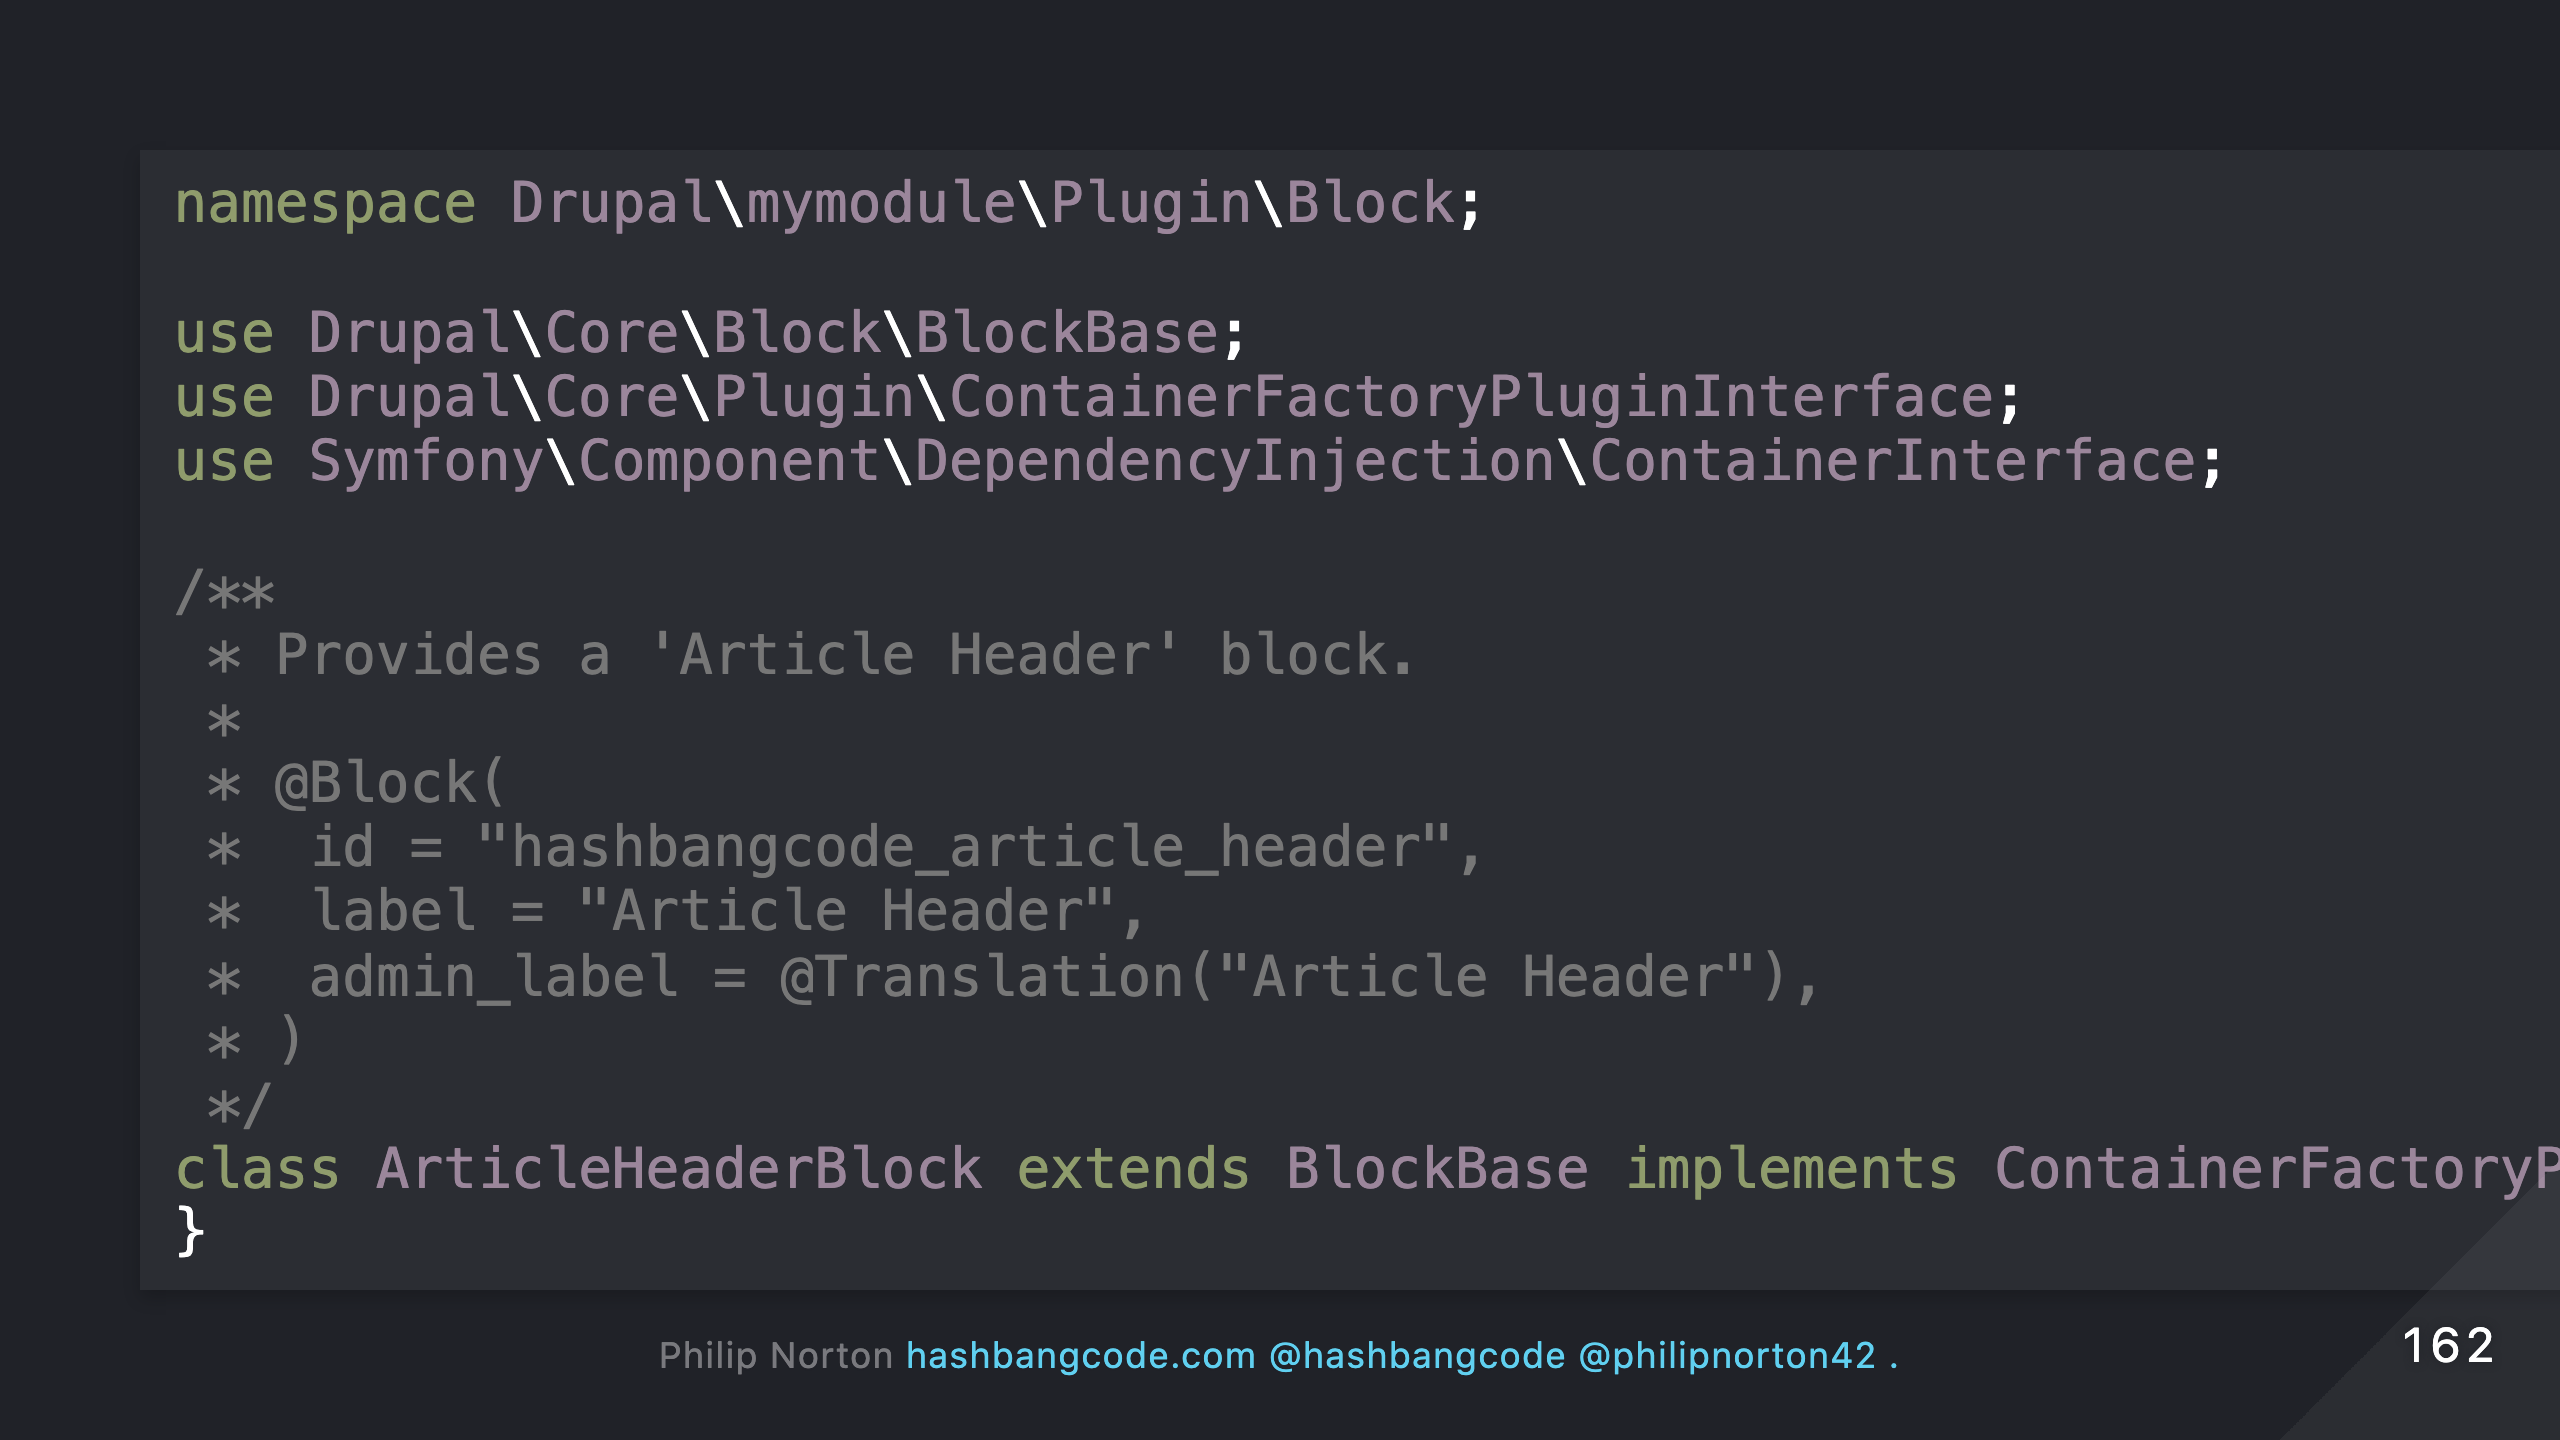 namespace Drupal\mymodule\Plugin\Block;
use Drupal\Core\Block\BlockBase;
use Drupal\Core\Plugin\ContainerFactoryPluginInterface;
use Symfony\Component\DependencyInjection\ContainerInterface;
/**
 * Provides a 'Article Header' block.
 *
 * @Block(
 *  id = "hashbangcode_article_header",
 *  label = "Article Header",
 *  admin_label = @Translation("Article Header"),
 * )
 */
class ArticleHeaderBlock extends BlockBase implements ContainerFactoryP
}
Philip Norton hashbangcode.com @hashbangcode @philipnorton42 .
162